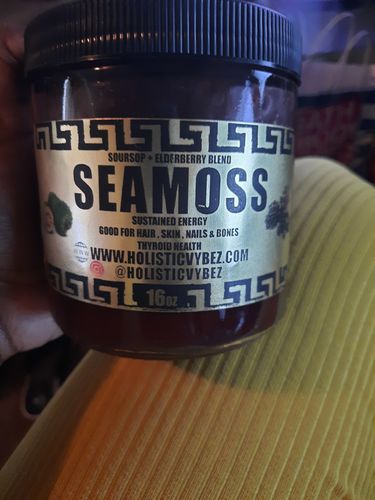 SOURSOP + ELDERBERRY BLEND
SEAMOSS
SUSTAINED ENERGY
GOOD FOR HAIR, SKIN, NAILS & BONES
THYROID HEALTH
WWW.HOLISTICVYBEZ.COM
@HOLISTICVYBEZ
16OZ